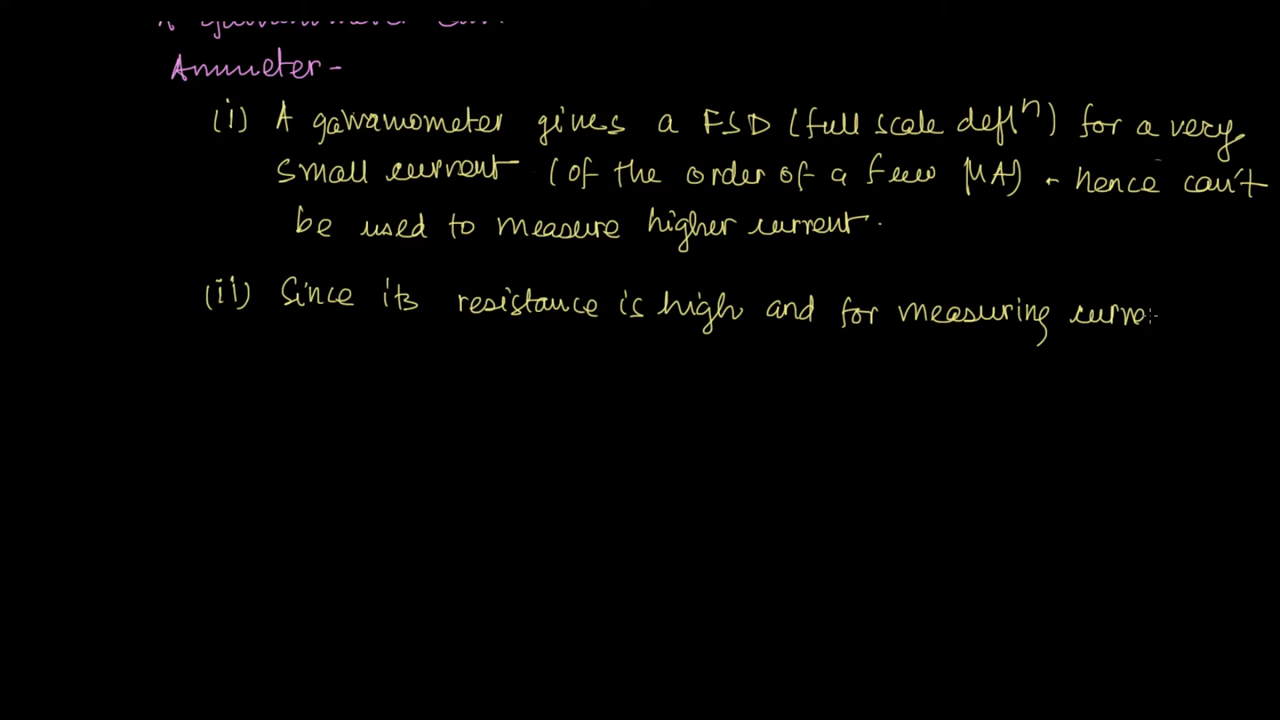 Ammeter-
(i) A galvanometer gives a FSD (full scale deflⁿ) for a very
small current (of the order of a few μA). hence can't
be used to measure higher current.
(ii) Since its resistance is high and for measuring curre